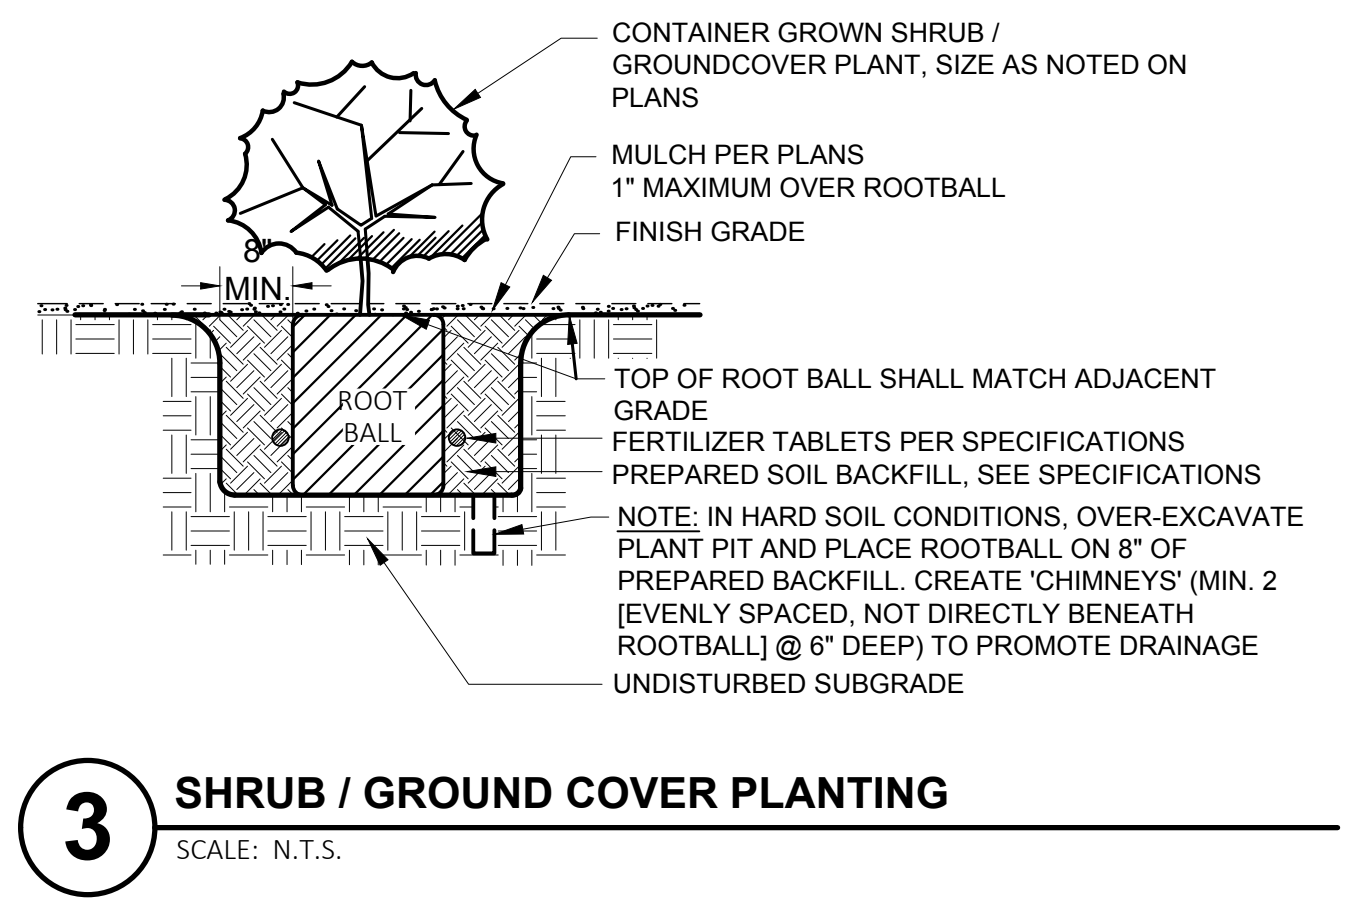 CONTAINER GROWN SHRUB /
GROUNDCOVER PLANT, SIZE AS NOTED ON
PLANS
MULCH PER PLANS
1" MAXIMUM OVER ROOTBALL
FINISH GRADE
8"
MIN.
TOP OF ROOT BALL SHALL MATCH ADJACENT
GRADE
ROOT
BALL
FERTILIZER TABLETS PER SPECIFICATIONS
PREPARED SOIL BACKFILL, SEE SPECIFICATIONS
NOTE: IN HARD SOIL CONDITIONS, OVER-EXCAVATE
PLANT PIT AND PLACE ROOTBALL ON 8" OF
PREPARED BACKFILL. CREATE 'CHIMNEYS' (MIN. 2
[EVENLY SPACED, NOT DIRECTLY BENEATH
ROOTBALL] @ 6" DEEP) TO PROMOTE DRAINAGE
UNDISTURBED SUBGRADE
3
SHRUB / GROUND COVER PLANTING
SCALE: N.T.S.